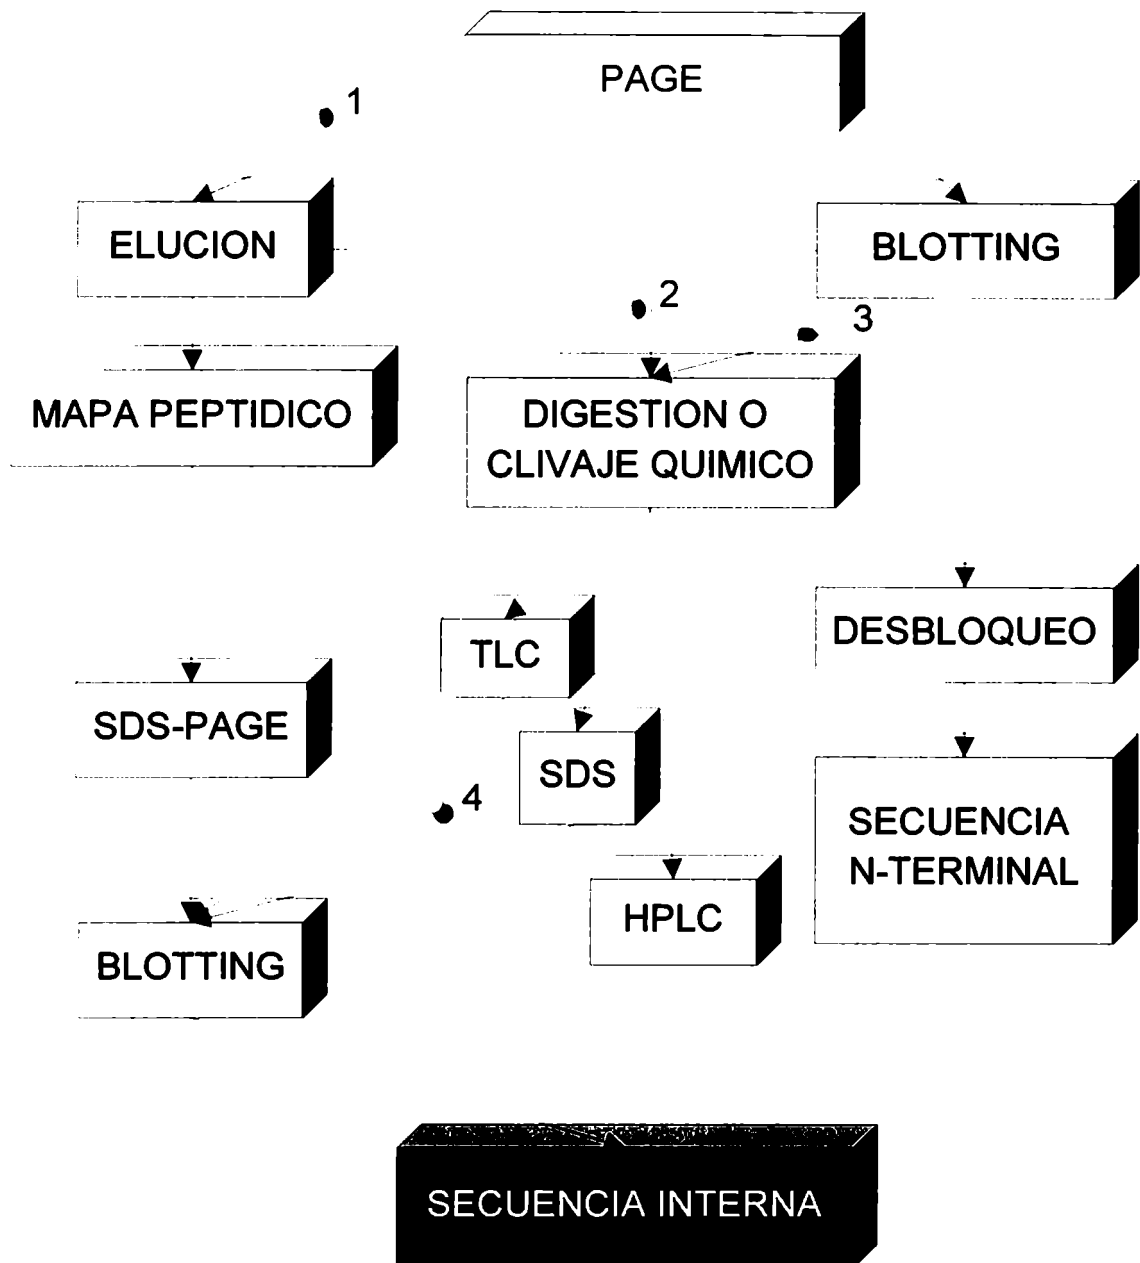 PAGE
1
ELUCION
BLOTTING
2
3
MAPA PEPTIDICO
DIGESTION O
CLIVAJE QUIMICO
TLC
DESBLOQUEO
SDS-PAGE
SDS
4
SECUENCIA
N-TERMINAL
HPLC
BLOTTING
SECUENCIA INTERNA